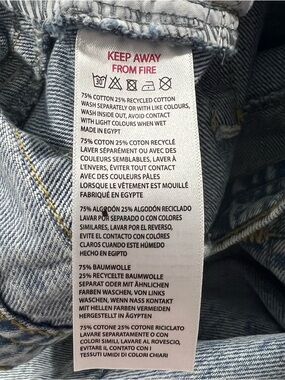 KEEP AWAY
FROM FIRE
75% COTTON 25% RECYCLED COTTON
WASH SEPARATELY OR WITH LIKE COLOURS,
WASH INSIDE OUT, AVOID CONTACT
WITH LIGHT COLOURS WHEN WET
MADE IN EGYPT
75% COTON 25% COTON RECYCLÉ
LAVER SÉPARÉMENT OU AVEC DES
COULEURS SEMBLABLES, LAVER À
L'ENVERS, ÉVITER TOUT CONTACT
AVEC DES COULEURS PÂLES
LORSQUE LE VÊTEMENT EST MOUILLÉ
FABRIQUÉ EN EGYPTE
75% ALGODÓN 25% ALGODÓN RECICLADO
LAVAR POR SEPARADO O CON COLORES
SIMILARES, LAVAR POR EL REVERSO,
EVITE EL CONTACTO CON COLORES
CLAROS CUANDO ESTE HÚMEDO
HECHO EN EGIPTO
75% BAUMWOLLE
25% RECYCELTE BAUMWOLLE
SEPARAT ODER MIT ÄHNLICHEN
FARBEN WASCHEN, VON LINKS
WASCHEN, WENN NASS KONTAKT
MIT HELLEN FARBEN VERMEIDEN
HERGESTELLT IN ÄGYPTEN
75% COTONE 25% COTONE RICICLATO
LAVARE SEPARATAMENTE O CON
COLORI SIMILI, LAVARE AL ROVESCIO,
EVITARE IL CONTATTO CON I
TESSUTI UMIDI DI COLORI CHIARI